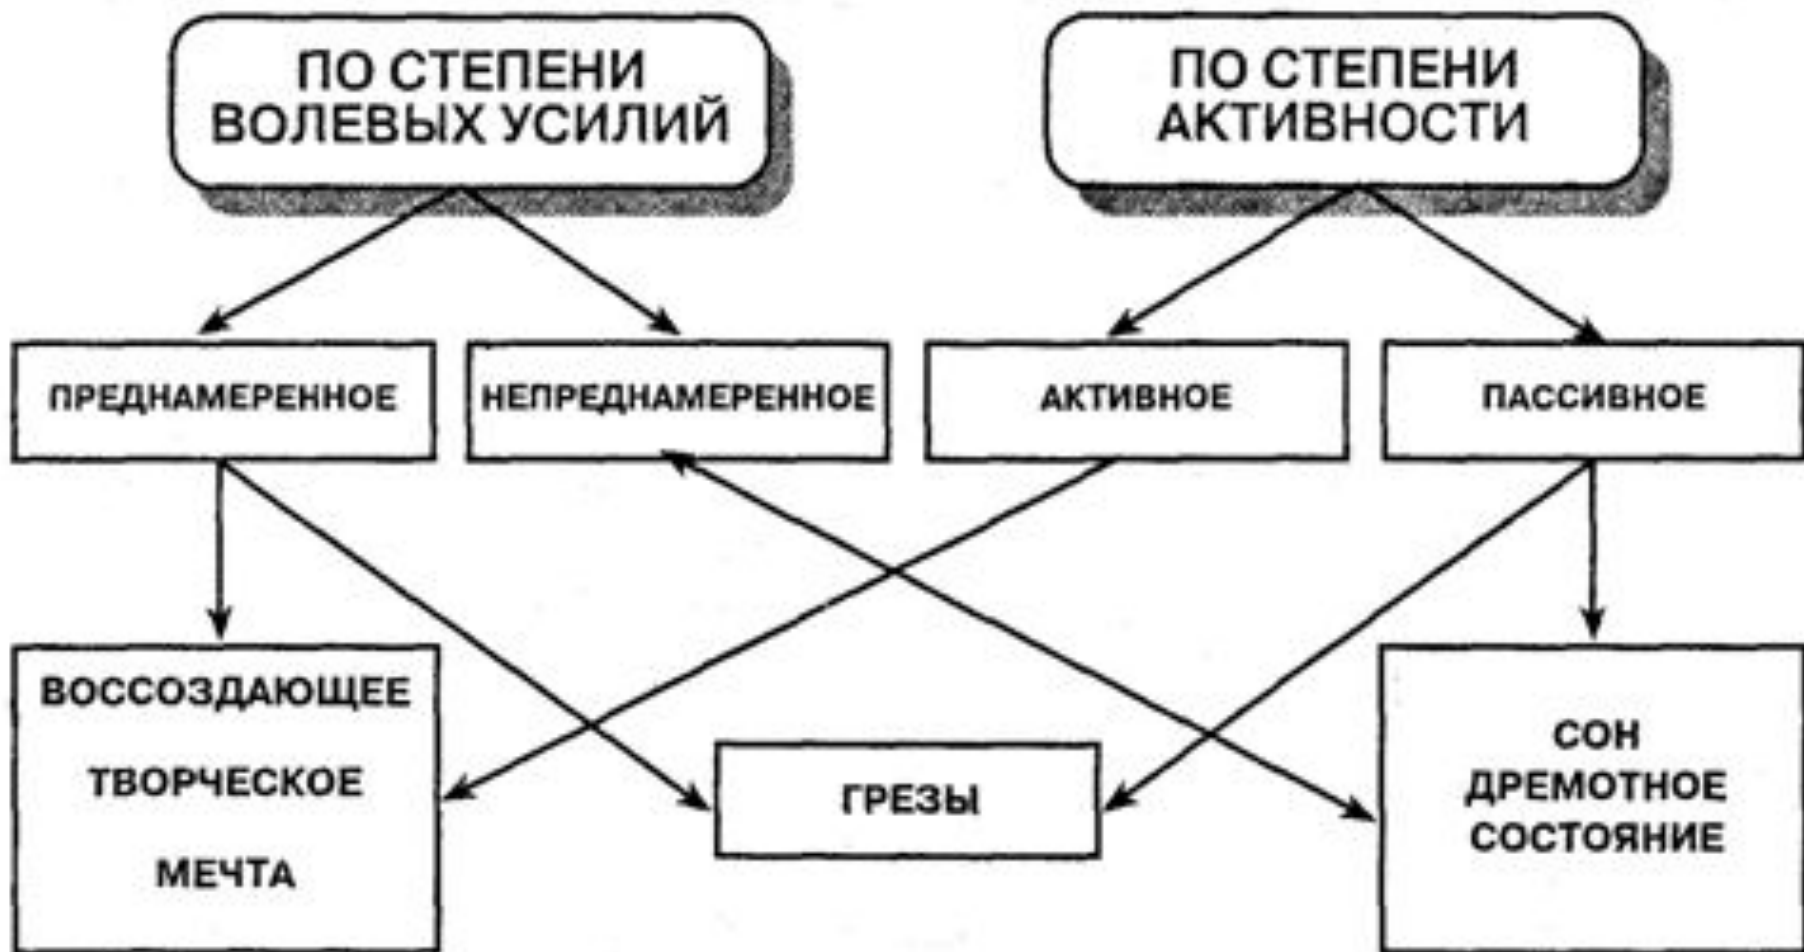 ПО СТЕПЕНИ
ВОЛЕВЫХ УСИЛИЙ
ПО СТЕПЕНИ
АКТИВНОСТИ
ПРЕДНАМЕРЕННОЕ
НЕПРЕДНАМЕРЕННОЕ
АКТИВНОЕ
ПАССИВНОЕ
ВОССОЗДАЮЩЕЕ
ТВОРЧЕСКОЕ
МЕЧТА
ГРЕЗЫ
СОН
ДРЕМОТНОЕ
СОСТОЯНИЕ